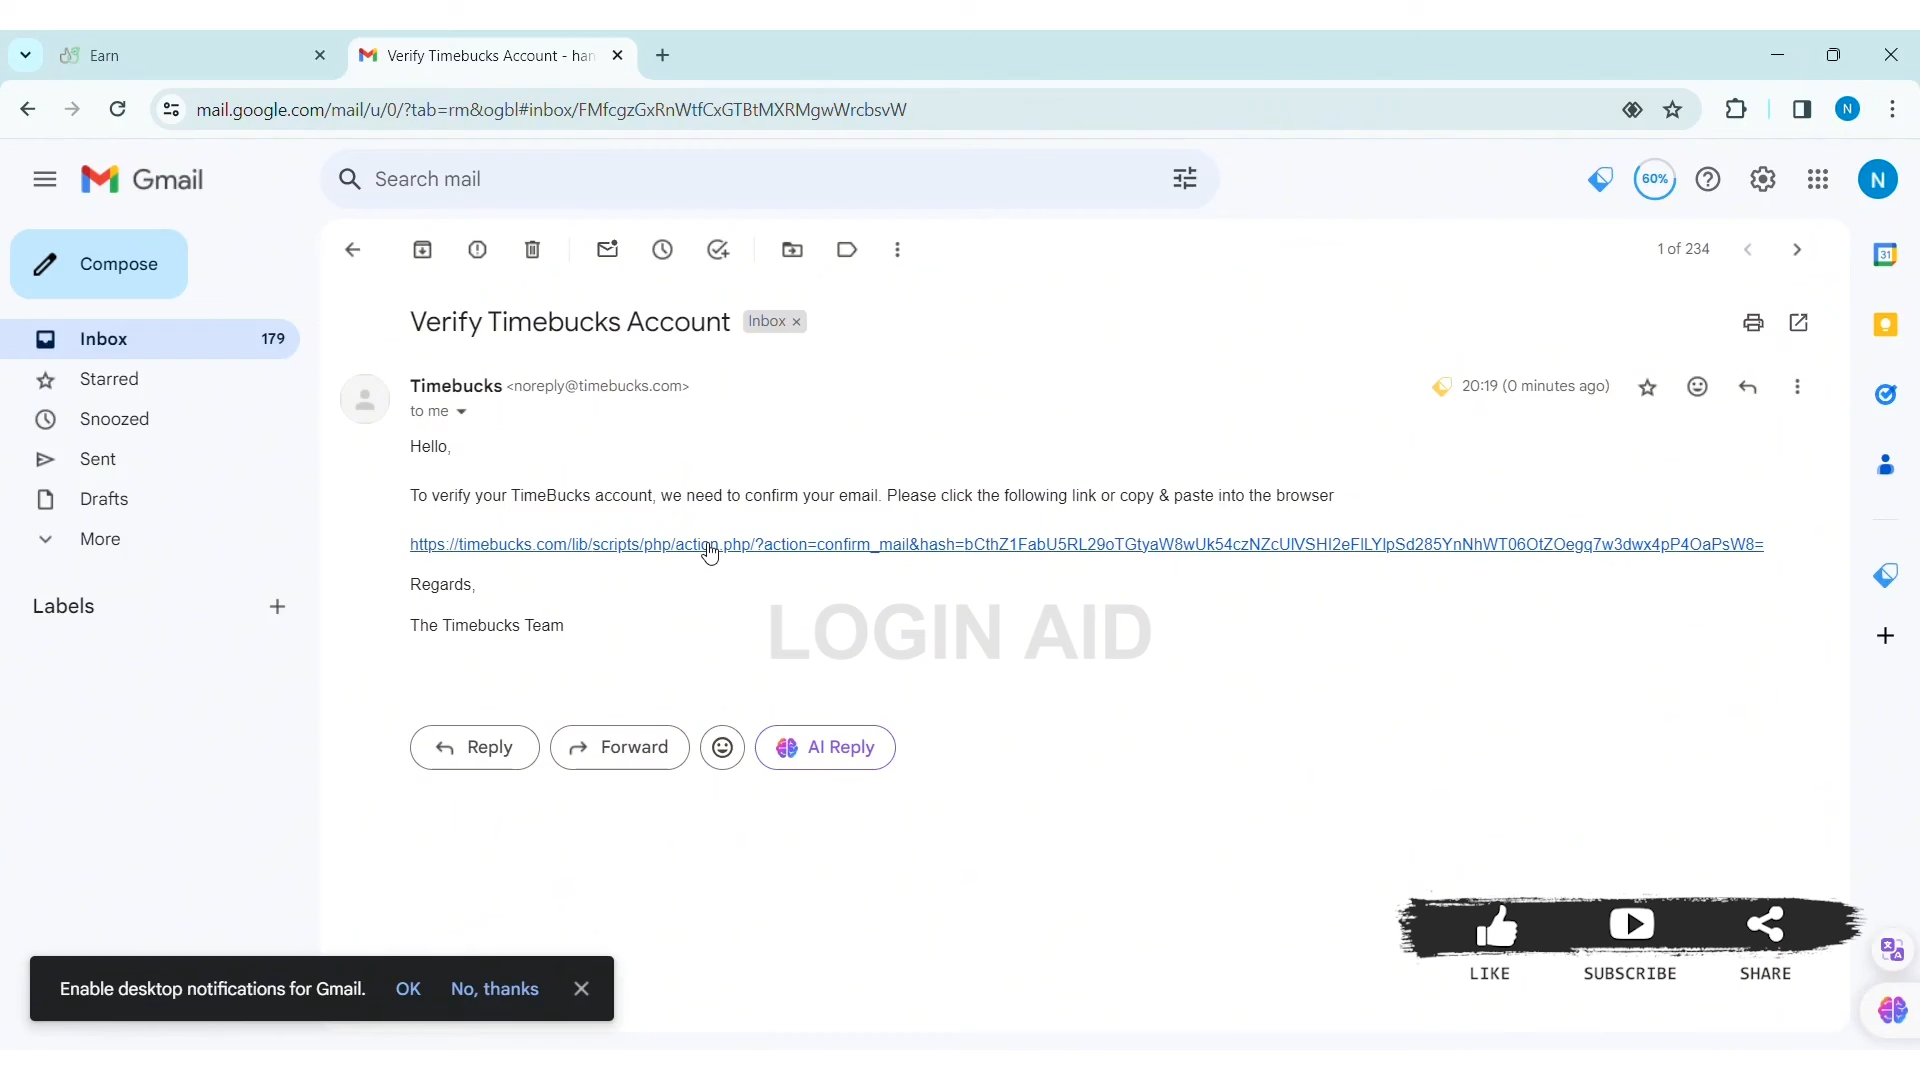 Earn
Verify Timebucks Account - han
mail.google.com/mail/u/0/?tab=rm&ogbl#inbox/FMfcgzGxRnWtfCxGTBtMXRMgwWrcbsvW
N
Gmail
Search mail
60%
N
Compose
1 of 234
31
Verify Timebucks Account
Inbox ×
Inbox 179
Starred
Snoozed
Sent
Drafts
More
Labels
Timebucks <noreply@timebucks.com>
20:19 (0 minutes ago)
to me
Hello,
To verify your TimeBucks account, we need to confirm your email. Please click the following link or copy & paste into the browser
https://timebucks.com/lib/scripts/php/action.php/?action=confirm_mail&hash=bCthZ1FabU5RL29oTGtyaW8wUk54czNZcUlVSHl2eFlLYlpSd285YnNhWT06OtZOegq7w3dwx4pP4OaPsW8=
Regards,
The Timebucks Team
LOGIN AID
Reply
Forward
AI Reply
LIKE
SUBSCRIBE
SHARE
Enable desktop notifications for Gmail. OK No, thanks